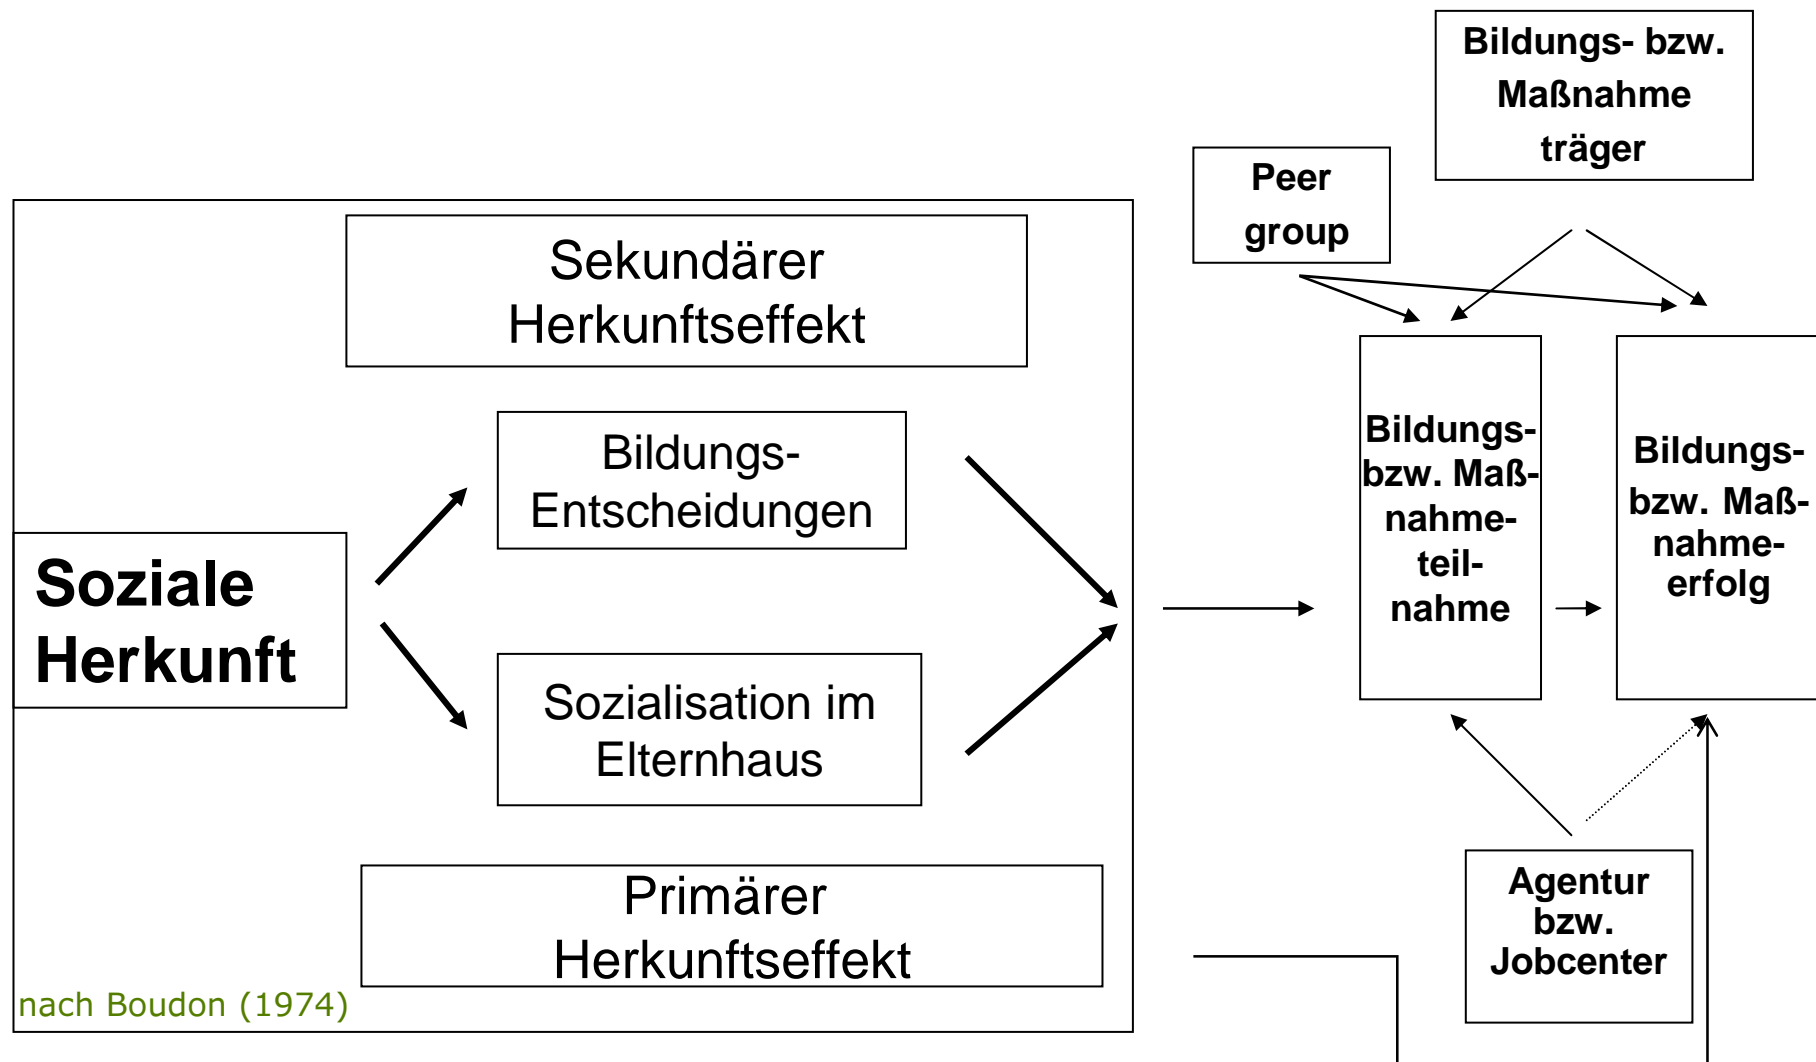 Bildungs- bzw.
Maßnahme
träger
Peer
group
Sekundärer
Herkunftseffekt
Bildungs-
Entscheidungen
Soziale
Herkunft
Sozialisation im
Elternhaus
Primärer
Herkunftseffekt
nach Boudon (1974)
Bildungs-
bzw. Maß-
nahme-
teil-
nahme
Bildungs-
bzw. Maß-
nahme-
erfolg
Agentur
bzw.
Jobcenter